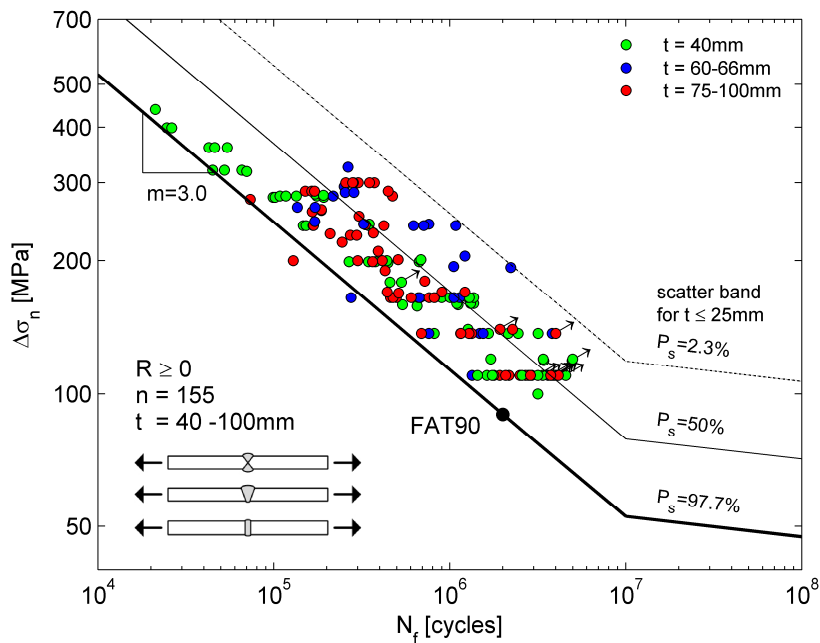 700
500
400
300
200
100
50
Δσn [MPa]
t = 40mm
t = 60-66mm
t = 75-100mm
m=3.0
scatter band
for t ≤ 25mm
Ps=2.3%
Ps=50%
Ps=97.7%
R ≥ 0
n = 155
t = 40 -100mm
FAT90
10^4 10^5 10^6 10^7 10^8
Nf [cycles]